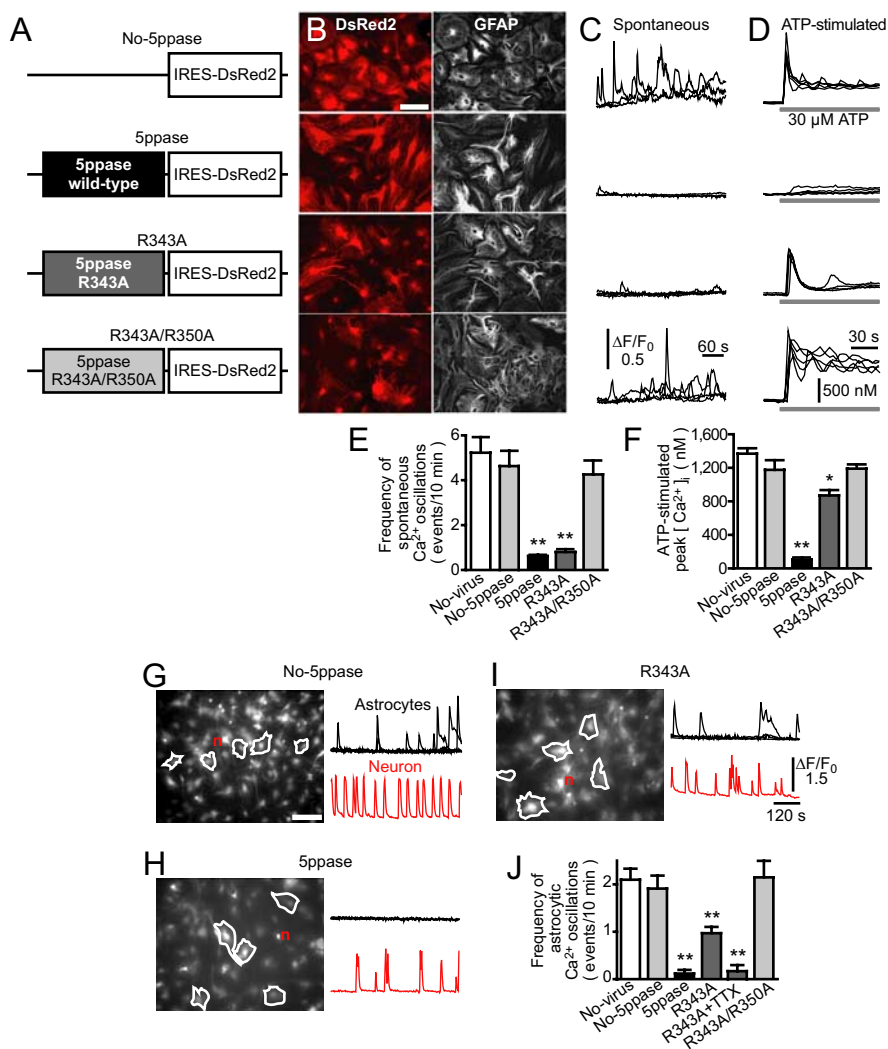 A
No-5ppase
IRES-DsRed2
5ppase
5ppase
wild-type
IRES-DsRed2
R343A
5ppase
R343A
IRES-DsRed2
R343A/R350A
5ppase
R343A/R350A
IRES-DsRed2
B
DsRed2
GFAP
C
Spontaneous
ΔF/F0
0.5
60 s
D
ATP-stimulated
30 µM ATP
30 s
500 nM
E
Frequency of
spontaneous
Ca2+ oscillations
( events/10 min )
6
4
2
0
**
**
No-virus
No-5ppase
5ppase
R343A
R343A/R350A
F
ATP-stimulated
peak [ Ca2+ ]i ( nM )
1,600
1,200
800
400
0
**
*
No-virus
No-5ppase
5ppase
R343A
R343A/R350A
G
No-5ppase
n
Astrocytes
Neuron
H
5ppase
n
I
R343A
n
ΔF/F0
1.5
120 s
J
Frequency of
astrocytic
Ca2+ oscillations
( events/10 min )
2
1
0
**
**
**
No-virus
No-5ppase
5ppase
R343A
R343A+TTX
R343A/R350A